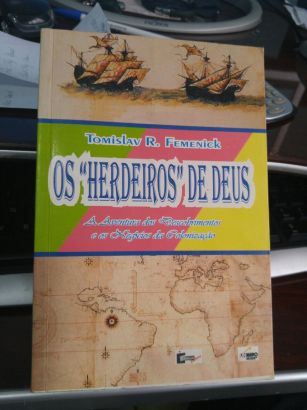 Tomislav R. Femenick
OS "HERDEIROS" DE DEUS
A Aventura dos Descobrimentos
e os Negócios da Colonização